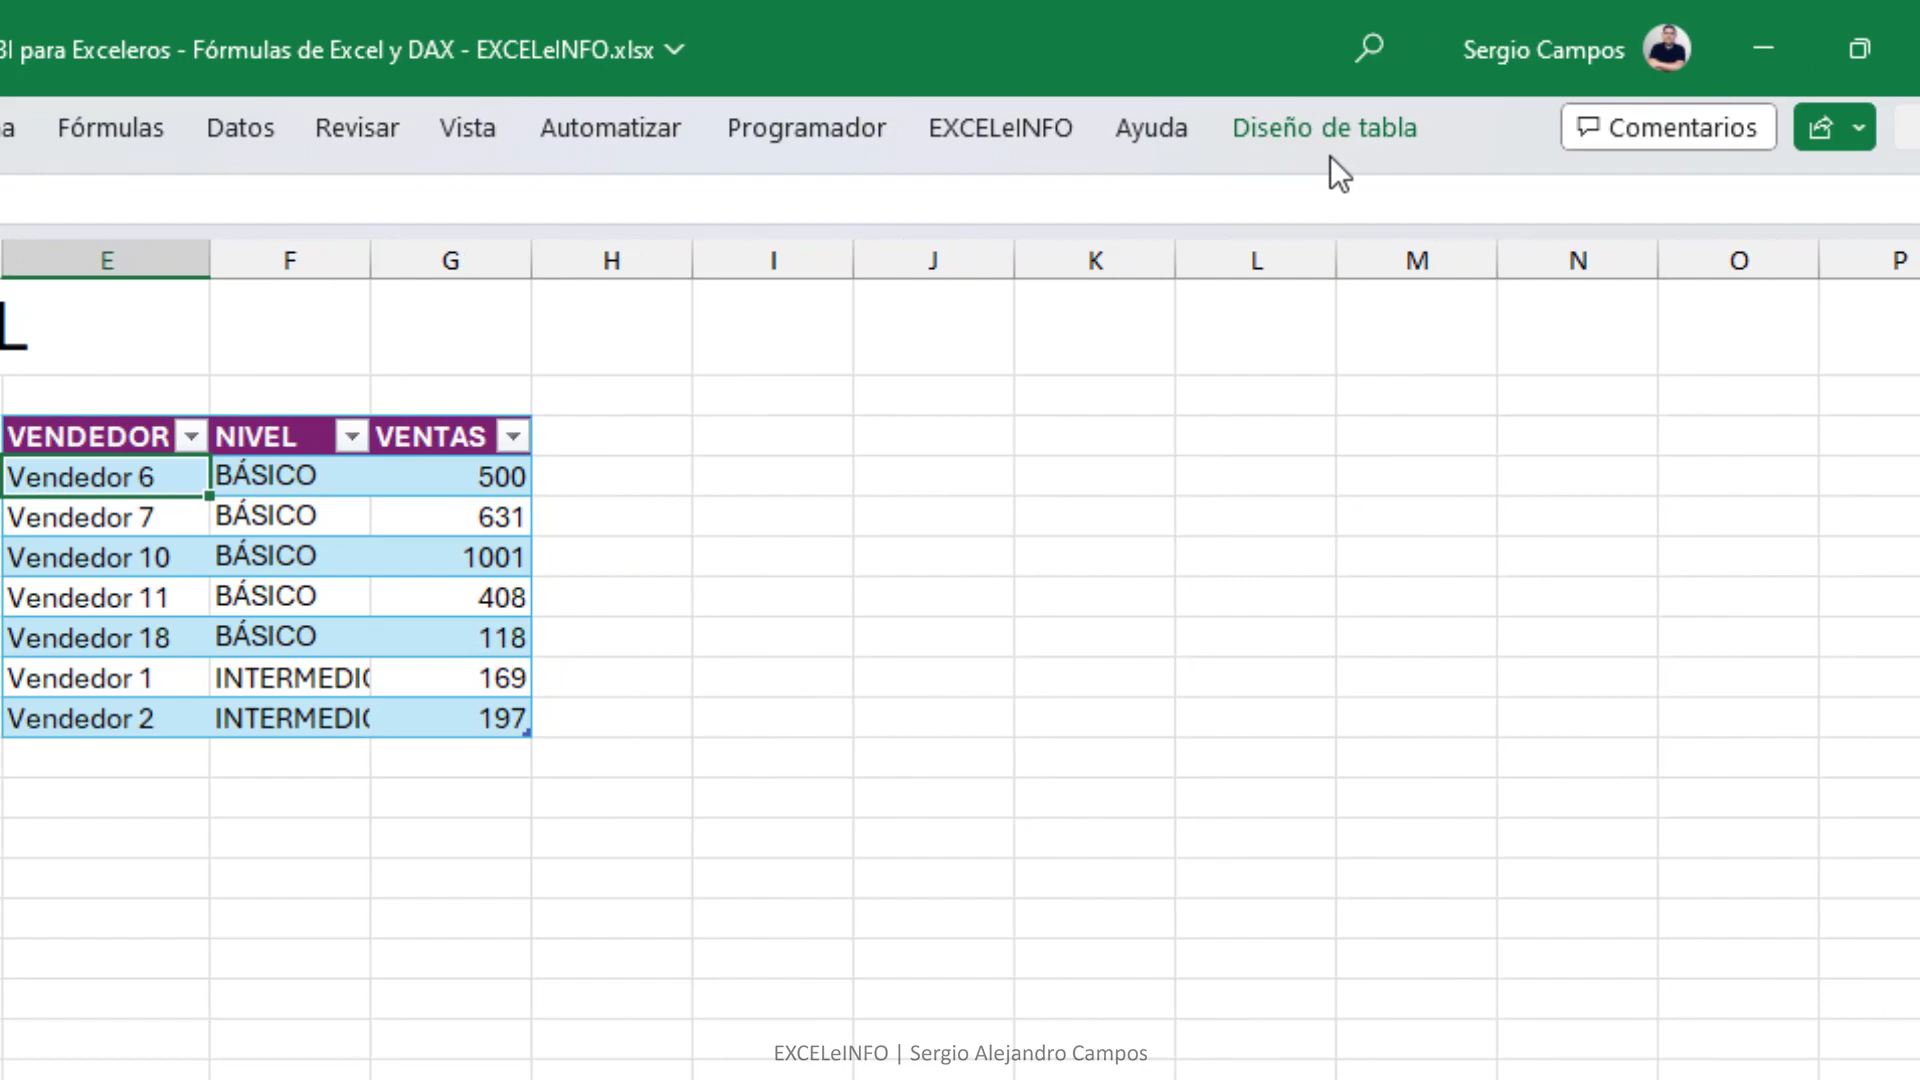 BI para Exceleros - Fórmulas de Excel y DAX - EXCELeINFO.xlsx
Sergio Campos
a Fórmulas Datos Revisar Vista Automatizar Programador EXCELeINFO Ayuda Diseño de tabla Comentarios
E F G H I J K L M N O P
L
VENDEDOR NIVEL VENTAS
Vendedor 6 BÁSICO 500
Vendedor 7 BÁSICO 631
Vendedor 10 BÁSICO 1001
Vendedor 11 BÁSICO 408
Vendedor 18 BÁSICO 118
Vendedor 1 INTERMEDIO 169
Vendedor 2 INTERMEDIO 197
EXCELeINFO | Sergio Alejandro Campos